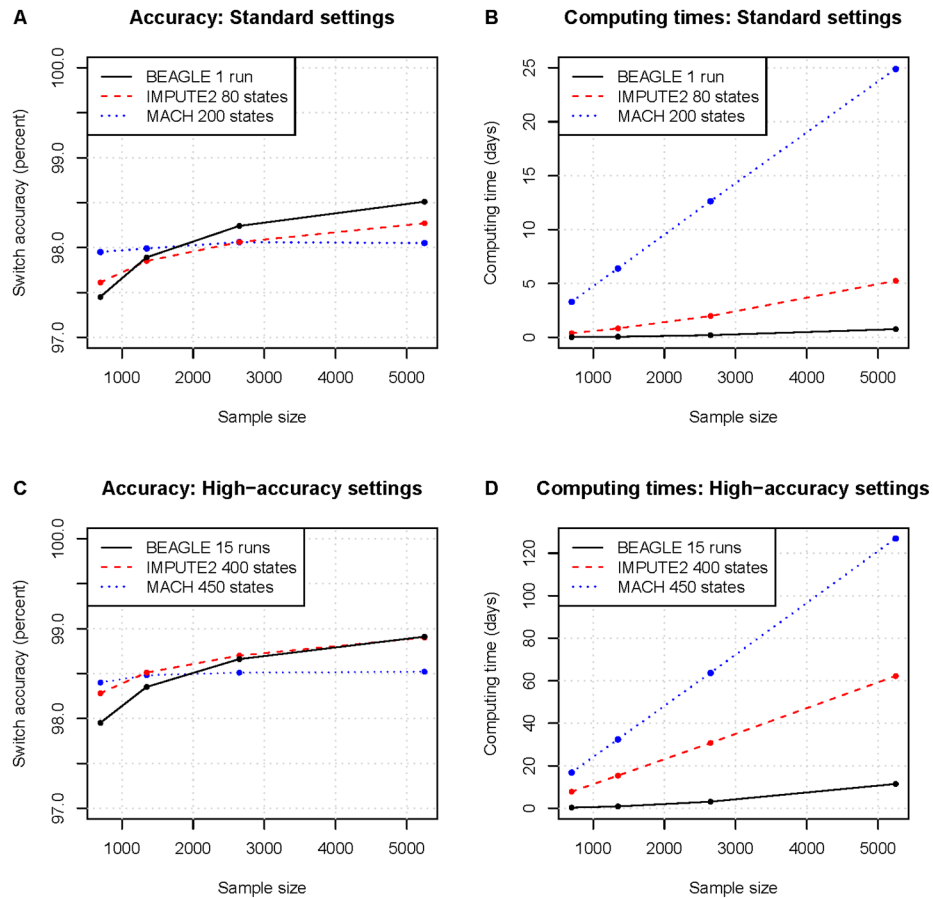 A Accuracy: Standard settings
Switch accuracy (percent)
100.0
99.0
98.0
97.0
BEAGLE 1 run
IMPUTE2 80 states
MACH 200 states
1000 2000 3000 4000 5000
Sample size
B Computing times: Standard settings
Computing time (days)
25
20
15
10
5
0
BEAGLE 1 run
IMPUTE2 80 states
MACH 200 states
1000 2000 3000 4000 5000
Sample size
C Accuracy: High−accuracy settings
Switch accuracy (percent)
100.0
99.0
98.0
97.0
BEAGLE 15 runs
IMPUTE2 400 states
MACH 450 states
1000 2000 3000 4000 5000
Sample size
D Computing times: High−accuracy settings
Computing time (days)
120
100
80
60
40
20
0
BEAGLE 15 runs
IMPUTE2 400 states
MACH 450 states
1000 2000 3000 4000 5000
Sample size